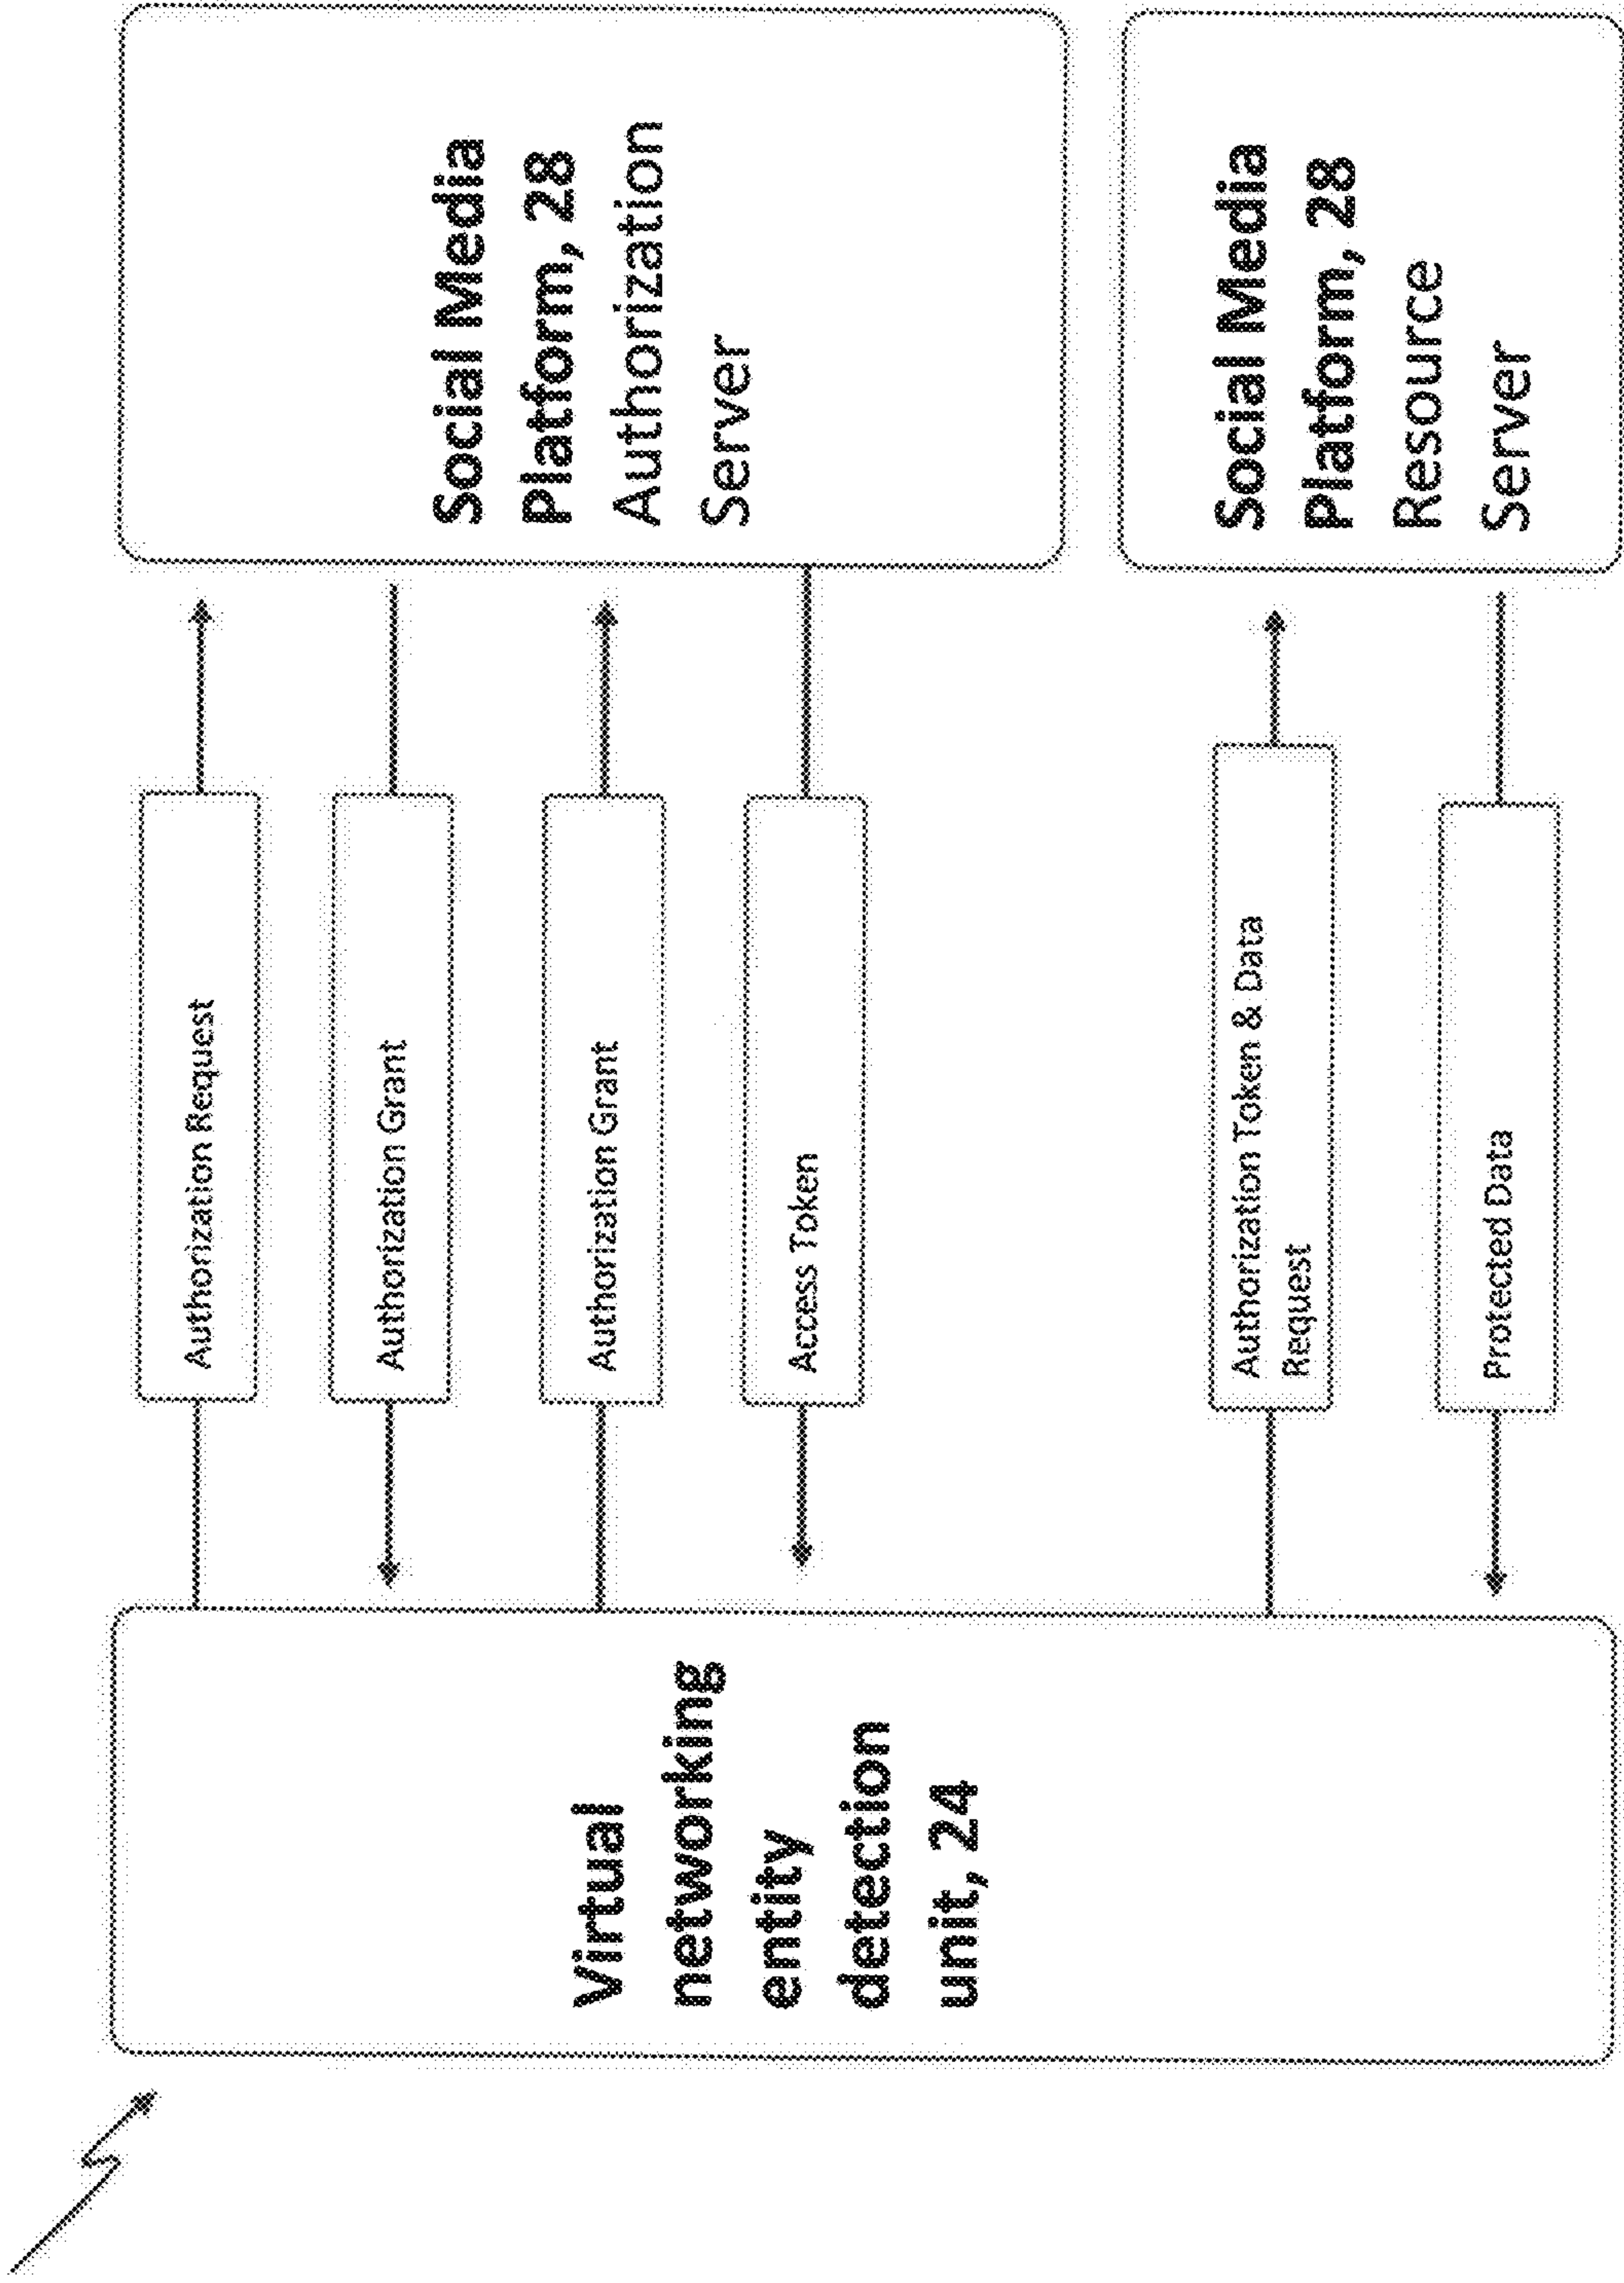 Virtual
networking
entity
detection
unit, 24
Authorization Request
Authorization Grant
Authorization Grant
Access Token
Authorization Token & Data
Request
Protected Data
Social Media
Platform, 28
Authorization
Server
Social Media
Platform, 28
Resource
Server